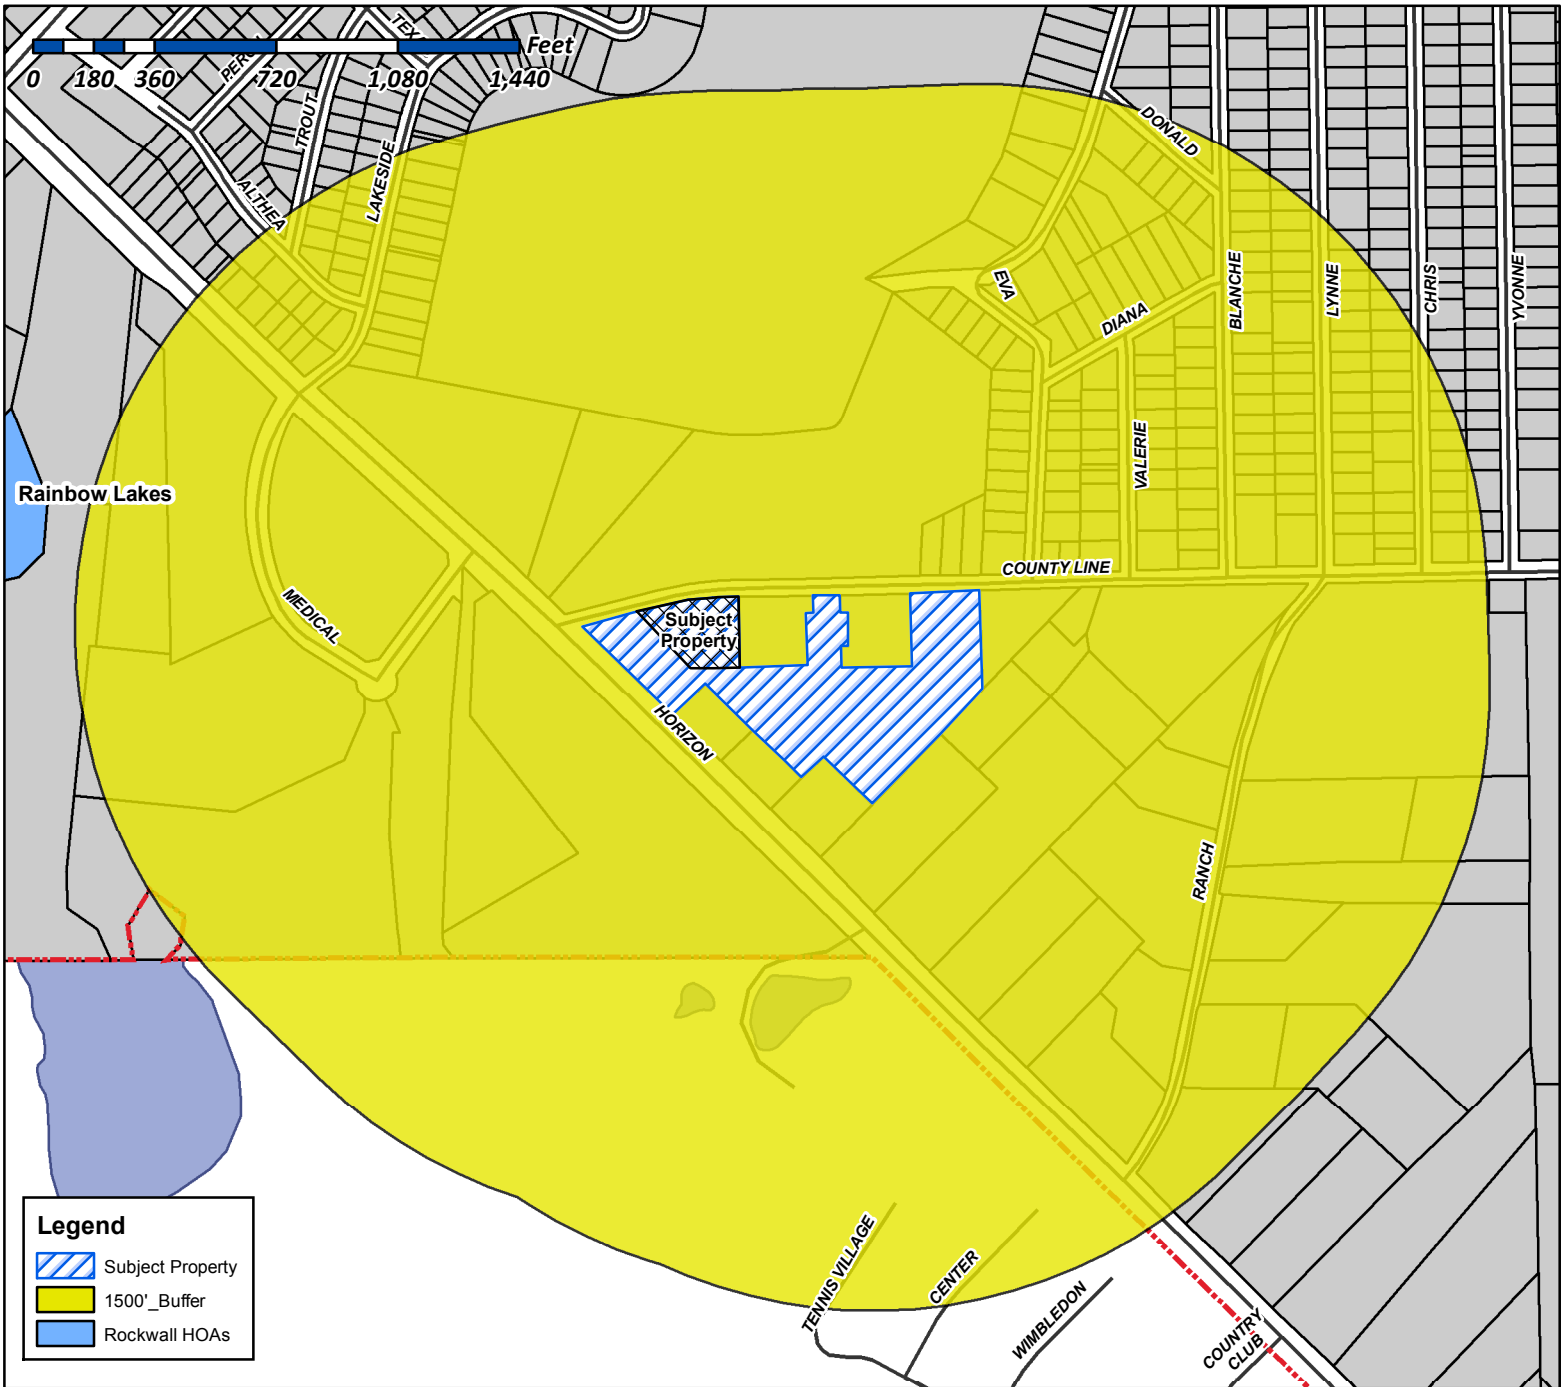 TEXAS
PERCH
Feet
0 180 360 720 1,080 1,440
TROUT
LAKESIDE
ALTHEA
DONALD
EVA
DIANA
BLANCHE
LYNNE
CHRIS
YVONNE
VALERIE
Rainbow Lakes
COUNTY LINE
MEDICAL
Subject
Property
HORIZON
RANCH
TENNIS VILLAGE
CENTER
WIMBLEDON
COUNTRY
CLUB
Legend
Subject Property
1500'_Buffer
Rockwall HOAs